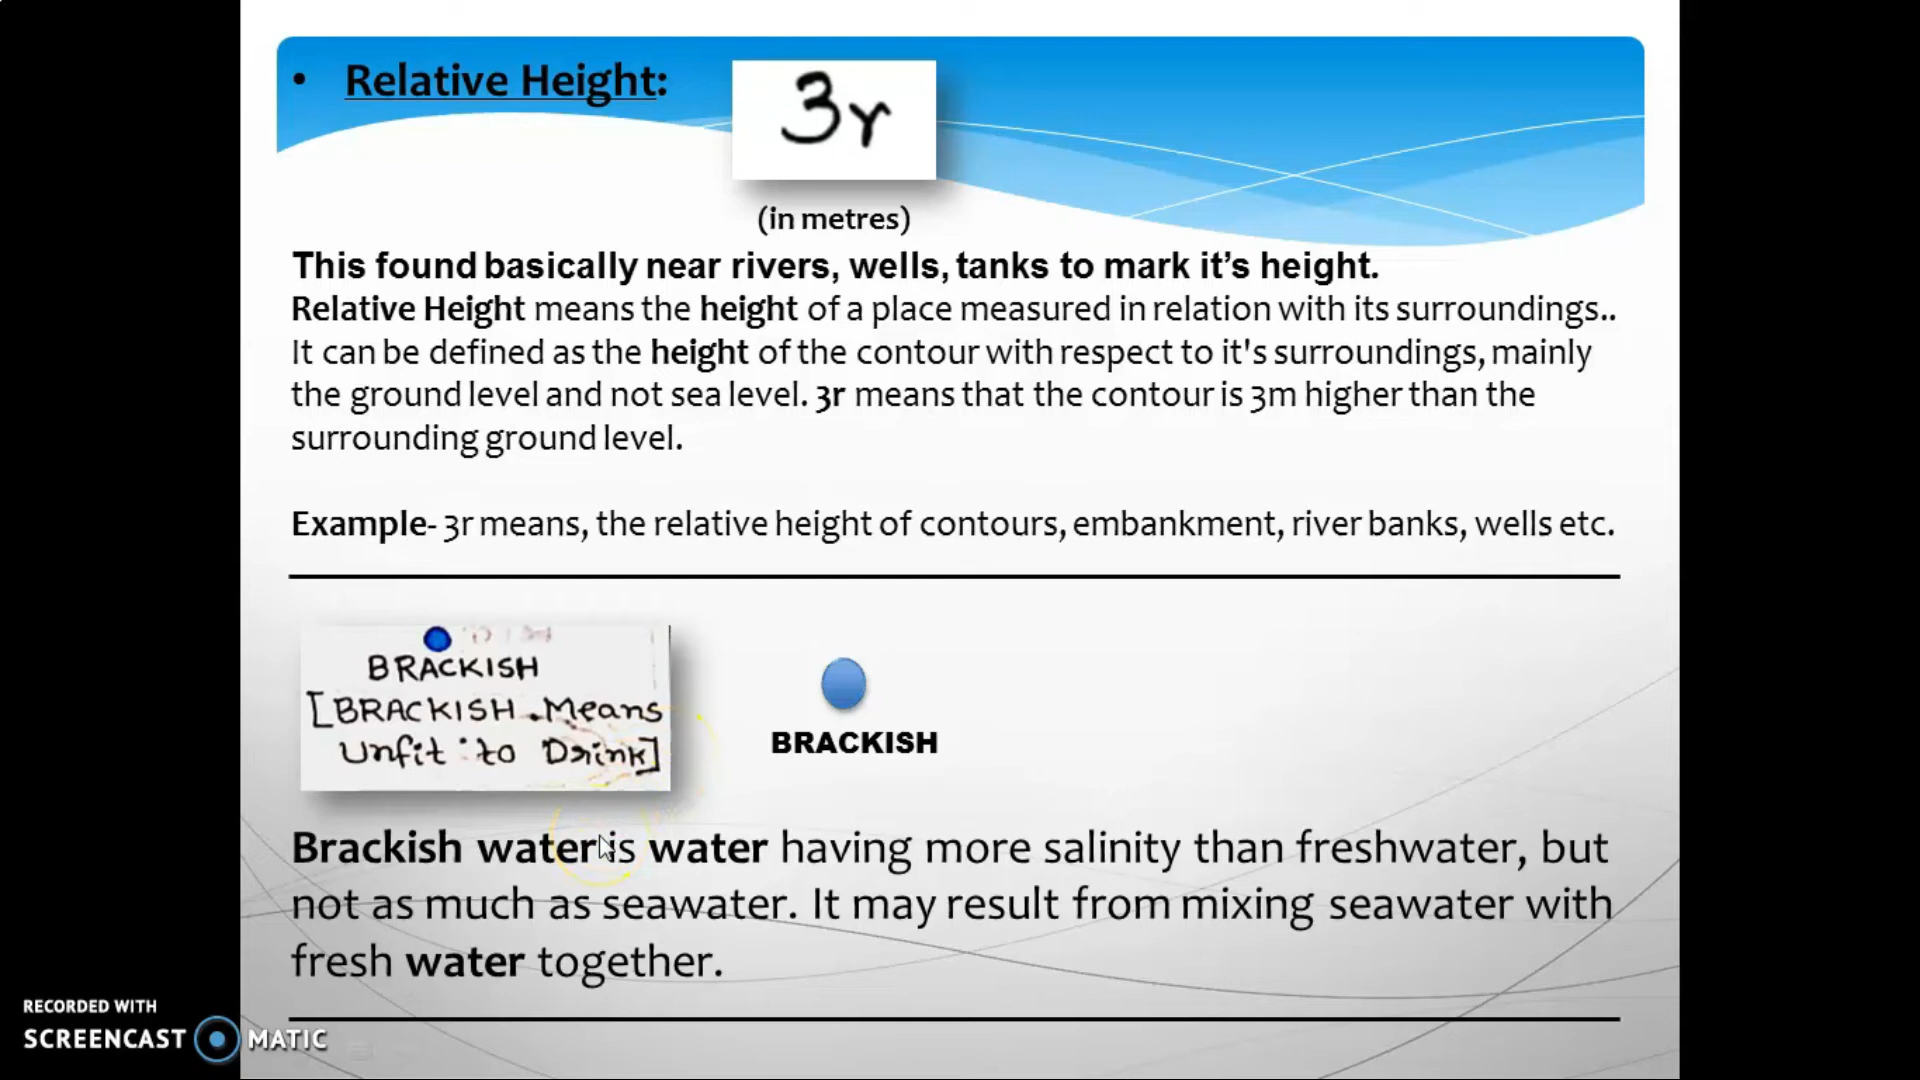 • Relative Height:
3r
(in metres)
This found basically near rivers, wells, tanks to mark it's height.
Relative Height means the height of a place measured in relation with its surroundings..
It can be defined as the height of the contour with respect to it's surroundings, mainly
the ground level and not sea level. 3r means that the contour is 3m higher than the
surrounding ground level.
Example- 3r means, the relative height of contours, embankment, river banks, wells etc.
BRACKISH
[BRACKISH Means
Unfit to Drink]
BRACKISH
Brackish water is water having more salinity than freshwater, but
not as much as seawater. It may result from mixing seawater with
fresh water together.
RECORDED WITH
SCREENCAST MATIC